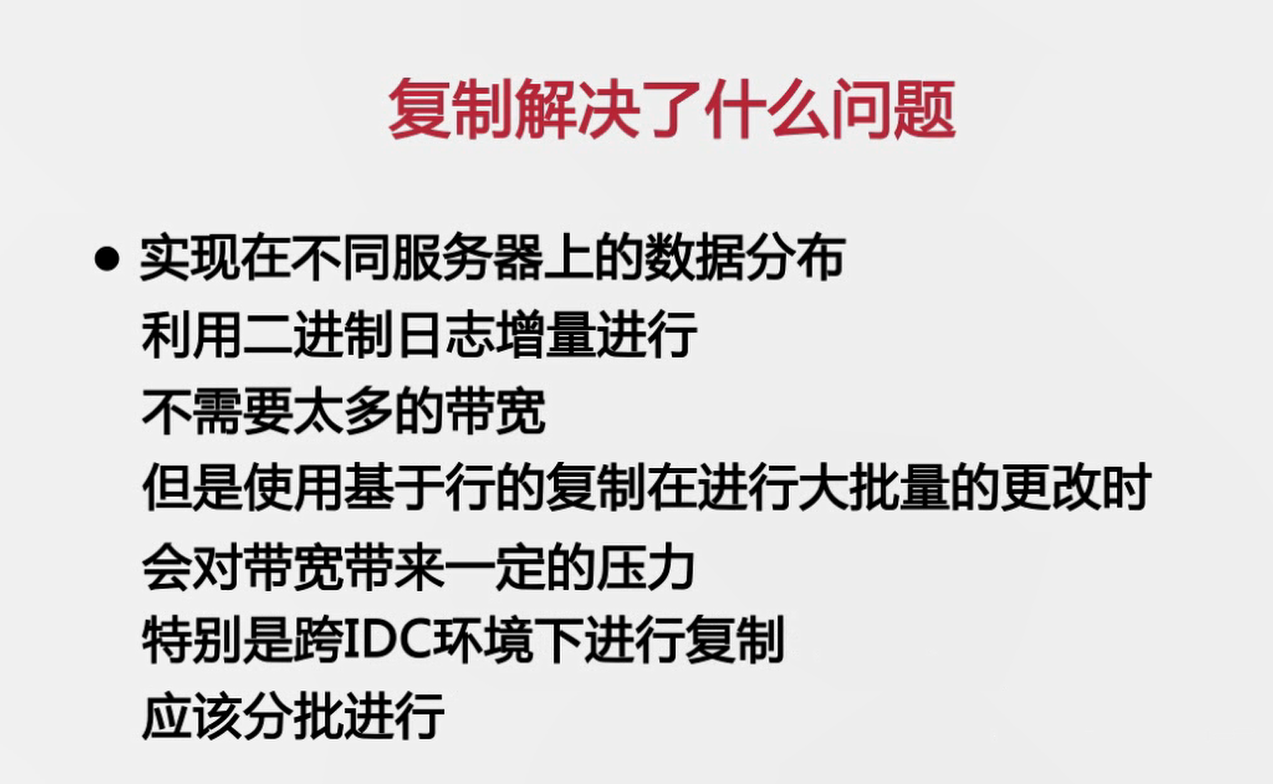 复制解决了什么问题
● 实现在不同服务器上的数据分布
利用二进制日志增量进行
不需要太多的带宽
但是使用基于行的复制在进行大批量的更改时
会对带宽带来一定的压力
特别是跨IDC环境下进行复制
应该分批进行